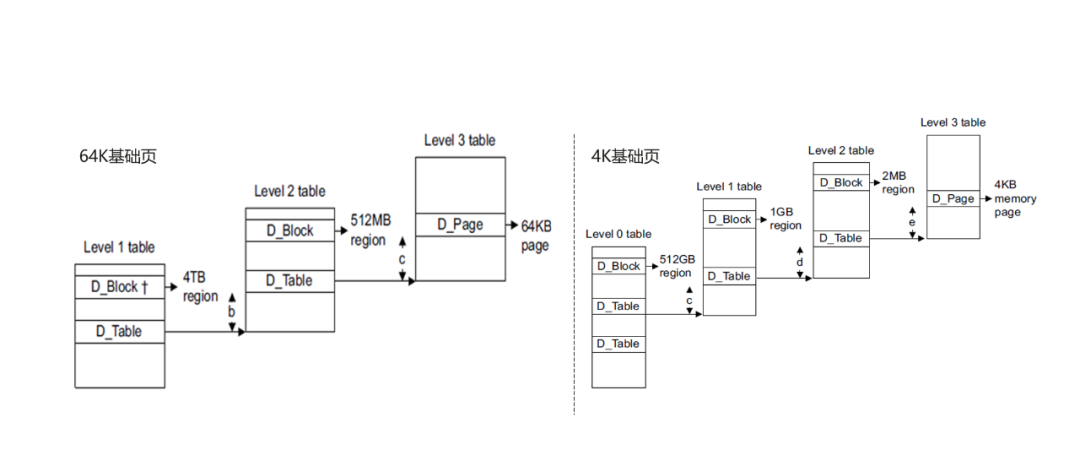 64K基础页
Level 1 table
D_Block †
4TB
region
D_Table
b
Level 2 table
D_Block
512MB
region
D_Table
c
Level 3 table
D_Page
64KB
page
4K基础页
Level 0 table
D_Block
512GB
region
D_Table
D_Table
c
Level 1 table
D_Block
1GB
region
D_Table
d
Level 2 table
D_Block
2MB
region
D_Table
e
Level 3 table
D_Page
4KB
memory
page